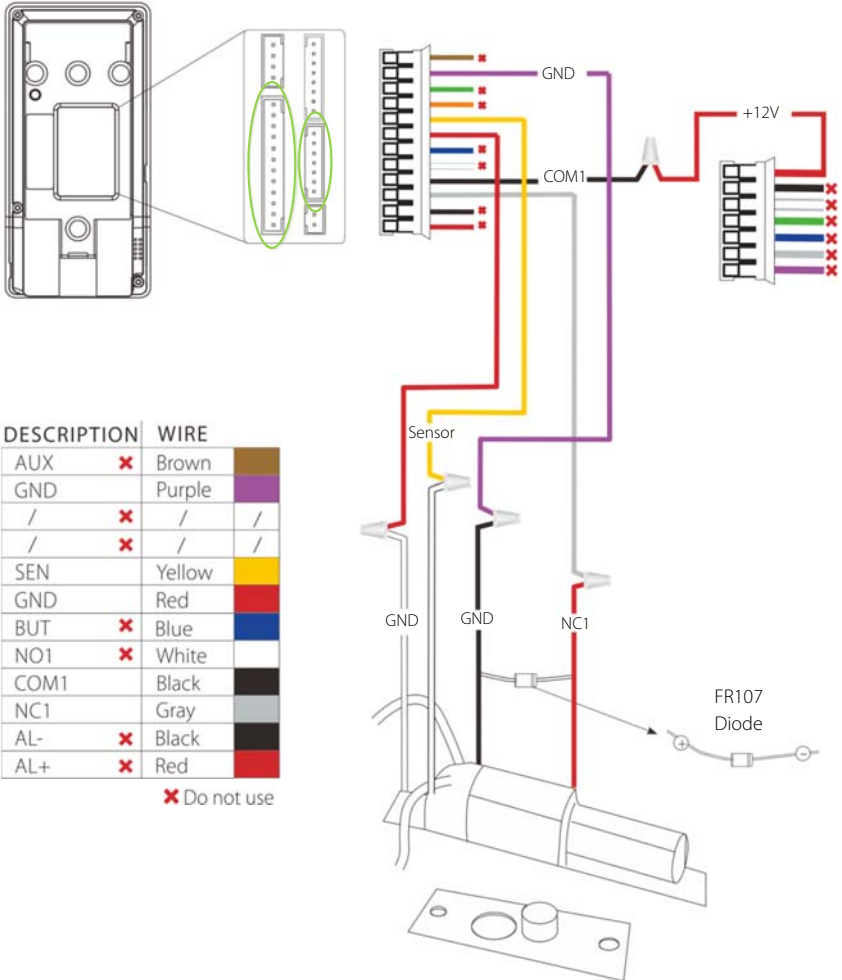 GND
+12V
COM1
Sensor
GND
GND
NC1
FR107
Diode
DESCRIPTION WIRE
AUX ✖ Brown
GND Purple
/ ✖ / /
/ ✖ / /
SEN Yellow
GND Red
BUT ✖ Blue
NO1 ✖ White
COM1 Black
NC1 Gray
AL- ✖ Black
AL+ ✖ Red
✖ Do not use